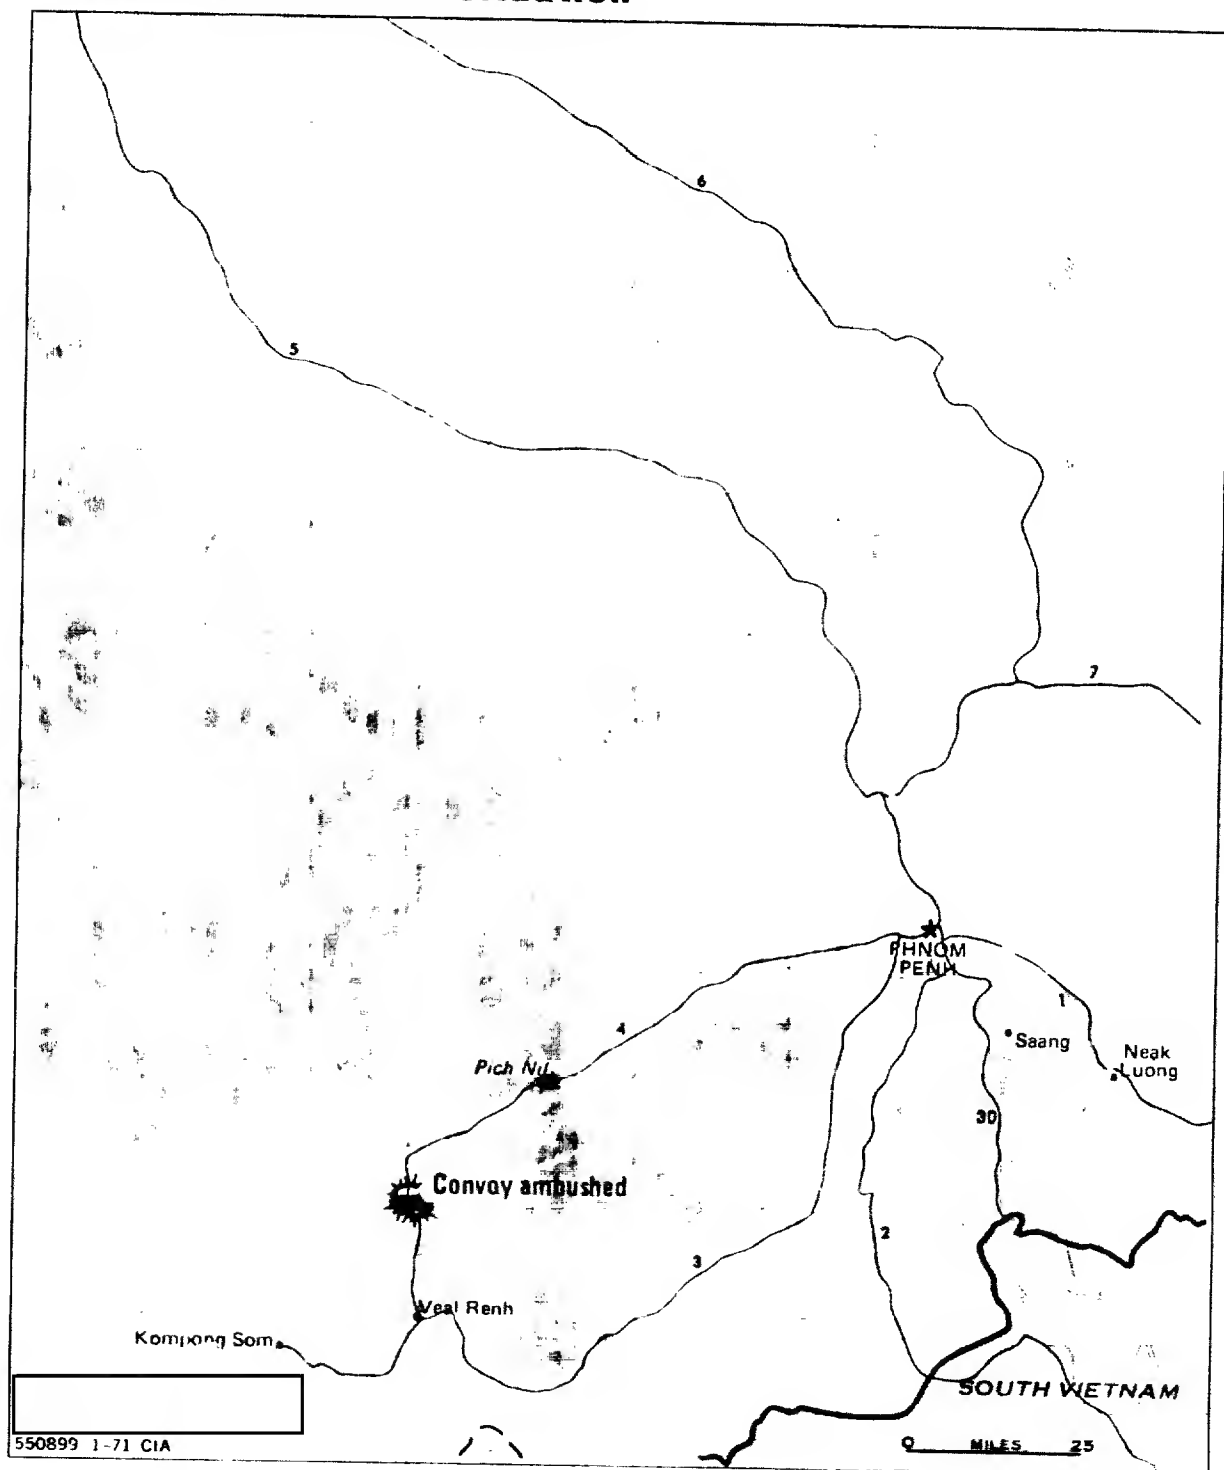 6
5
7
PHNOM
PENH
1
4
Saang
Neak
Luong
Pich Nil
30
Convoy ambushed
2
3
Veal Renh
Kompong Som
SOUTH VIETNAM
550899 1-71 CIA
0 MILES 25